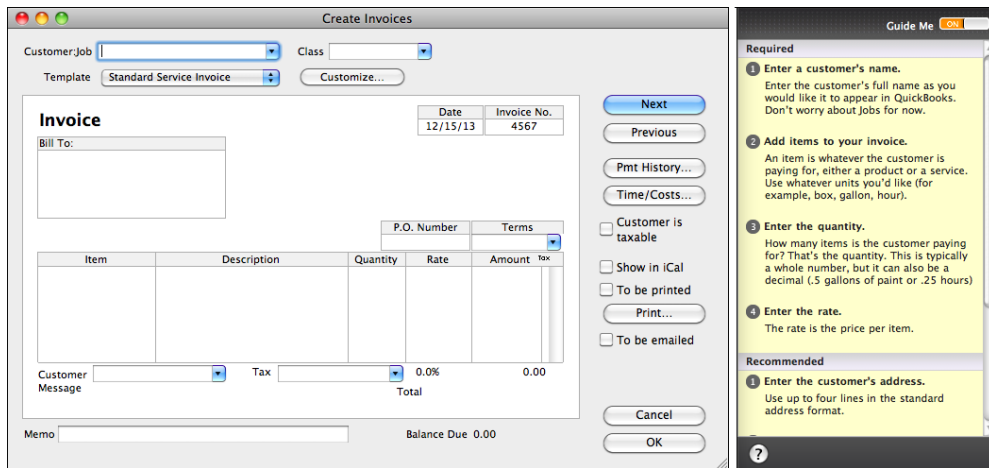 Create Invoices
Customer:Job
Class
Template
Standard Service Invoice
Customize...
Invoice
Date
Invoice No.
12/15/13
4567
Bill To:
P.O. Number
Terms
Item
Description
Quantity
Rate
Amount
Tax
Customer
Message
Tax
0.0%
0.00
Total
Memo
Balance Due 0.00
Next
Previous
Pmt History...
Time/Costs...
Customer is
taxable
Show in iCal
To be printed
Print...
To be emailed
Cancel
OK
Guide Me
ON
Required
1 Enter a customer's name.
Enter the customer's full name as you
would like it to appear in QuickBooks.
Don't worry about Jobs for now.
2 Add items to your invoice.
An item is whatever the customer is
paying for, either a product or a service.
Use whatever units you'd like (for
example, box, gallon, hour).
3 Enter the quantity.
How many items is the customer paying
for? That's the quantity. This is typically
a whole number, but it can also be a
decimal (.5 gallons of paint or .25 hours)
4 Enter the rate.
The rate is the price per item.
Recommended
1 Enter the customer's address.
Use up to four lines in the standard
address format.
?